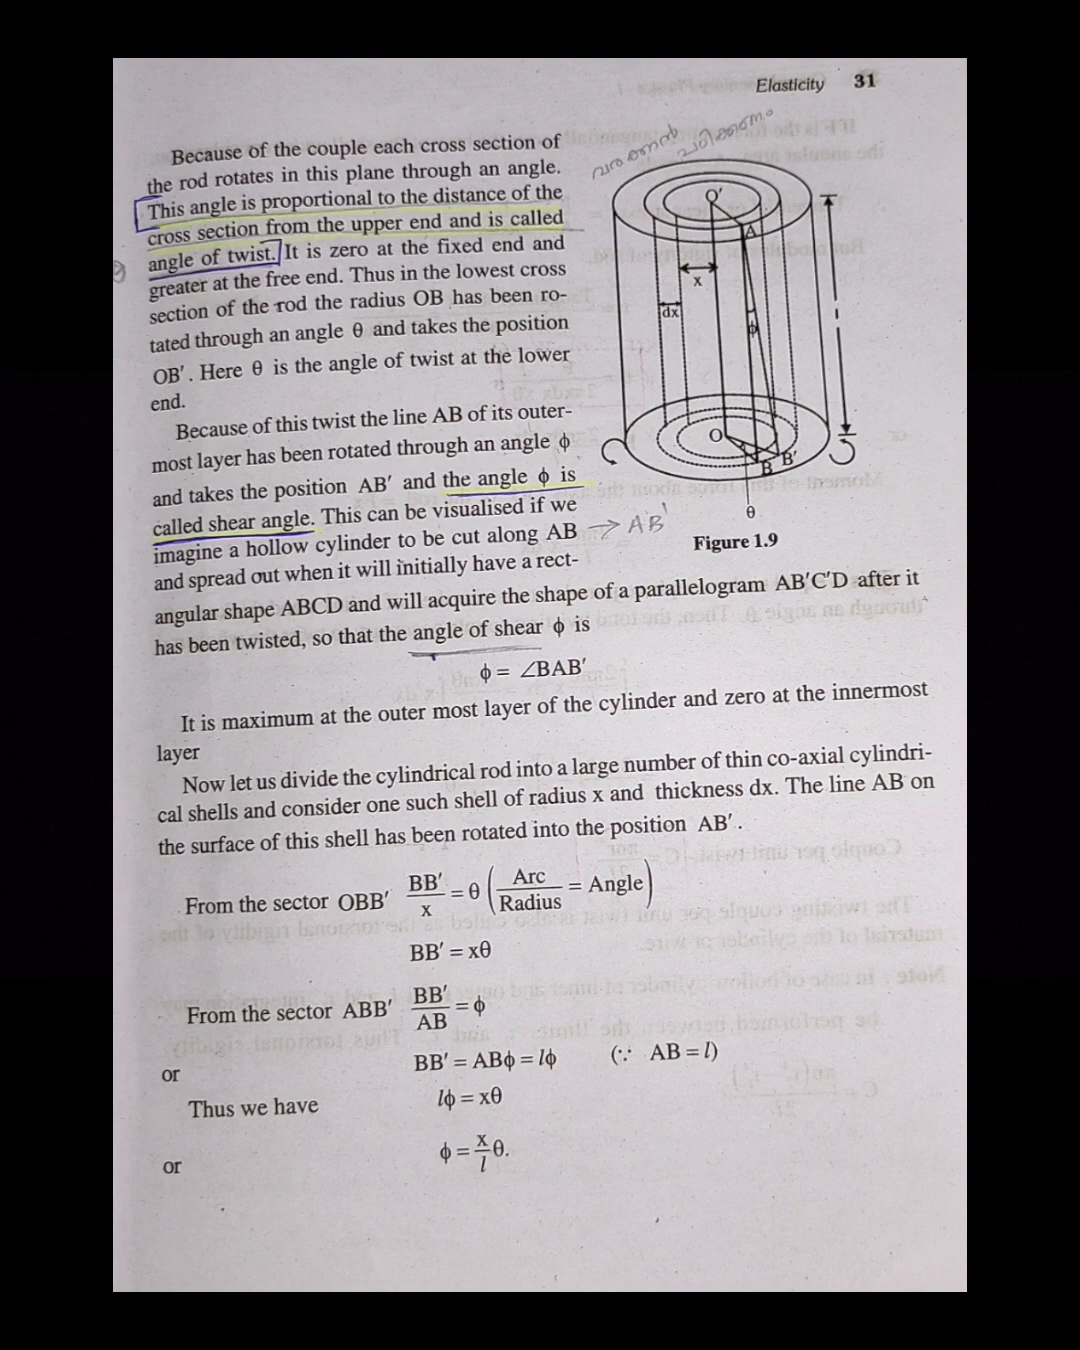 Elasticity 31
Because of the couple each cross section of
the rod rotates in this plane through an angle.
This angle is proportional to the distance of the
cross section from the upper end and is called
angle of twist. It is zero at the fixed end and
greater at the free end. Thus in the lowest cross
section of the rod the radius OB has been ro-
tated through an angle θ and takes the position
OB′. Here θ is the angle of twist at the lower
end.
Because of this twist the line AB of its outer-
most layer has been rotated through an angle ϕ
and takes the position AB′ and the angle ϕ is
called shear angle. This can be visualised if we
imagine a hollow cylinder to be cut along AB → AB'
and spread out when it will initially have a rect-
വരക്കാൻ പഠിക്കണം
O′
A
x
dx
ϕ
l
O
B
B′
θ
Figure 1.9
angular shape ABCD and will acquire the shape of a parallelogram AB′C′D after it
has been twisted, so that the angle of shear ϕ is
ϕ = ∠BAB′
It is maximum at the outer most layer of the cylinder and zero at the innermost
layer
Now let us divide the cylindrical rod into a large number of thin co-axial cylindri-
cal shells and consider one such shell of radius x and thickness dx. The line AB on
the surface of this shell has been rotated into the position AB′.
From the sector OBB′ BB′/x = θ (Arc/Radius = Angle)
BB′ = xθ
From the sector ABB′ BB′/AB = ϕ
or BB′ = ABϕ = lϕ (∵ AB = l)
Thus we have lϕ = xθ
or ϕ = x/l θ.